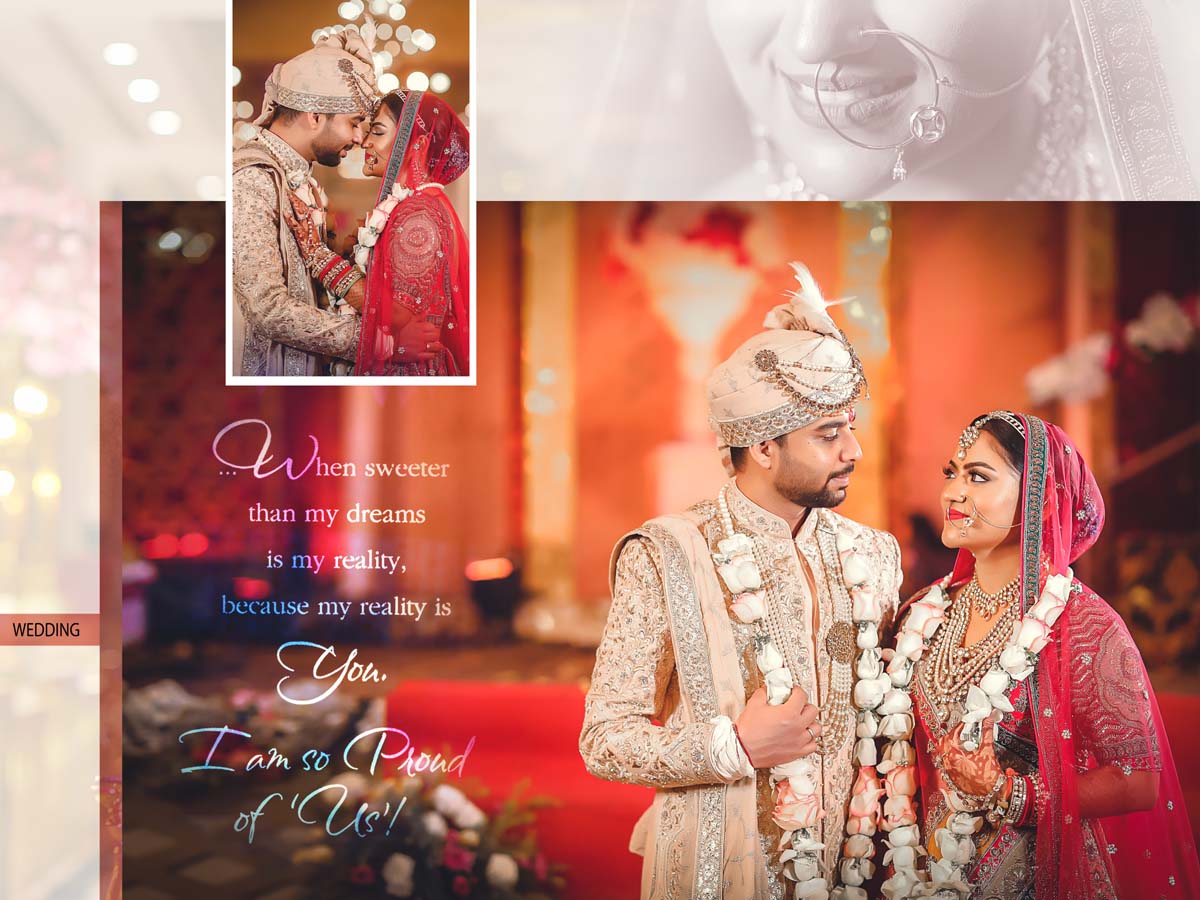 ...When sweeter
than my dreams
is my reality,
because my reality is
You.
I am so Proud
of 'Us'!
WEDDING